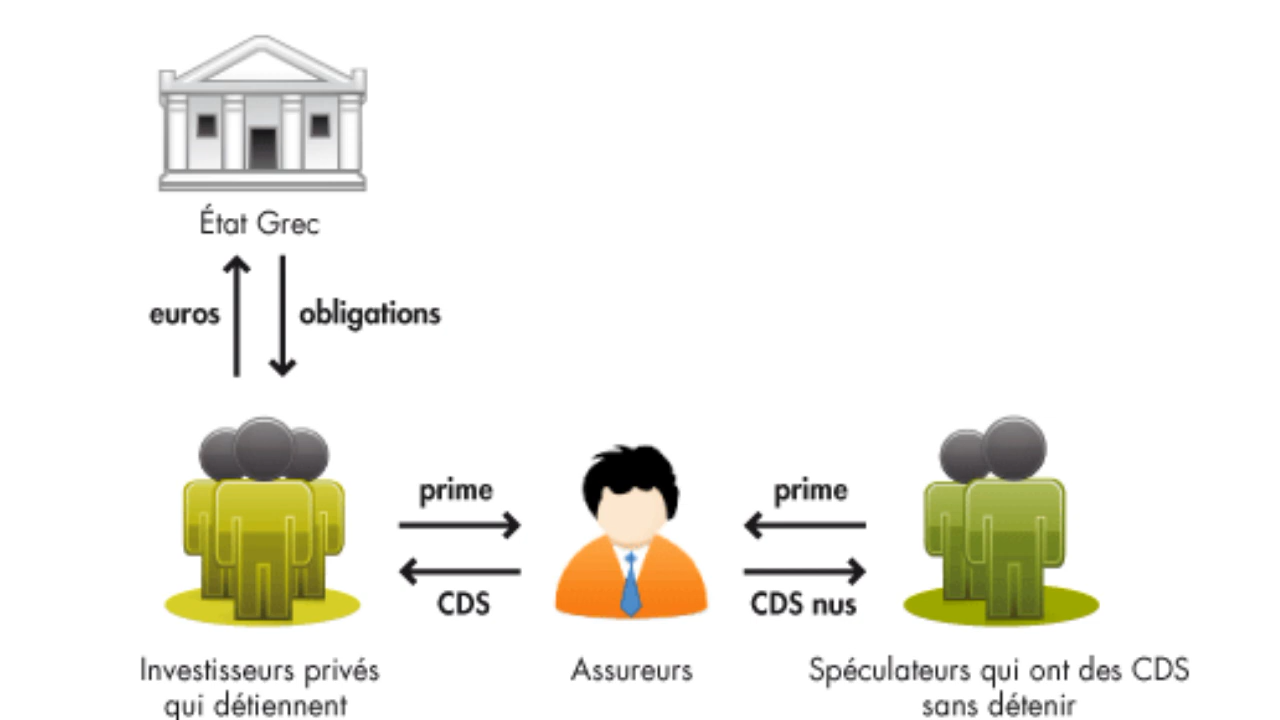 État Grec
euros
obligations
prime
prime
CDS
CDS nus
Investisseurs privés
qui détiennent
Assureurs
Spéculateurs qui ont des CDS
sans détenir